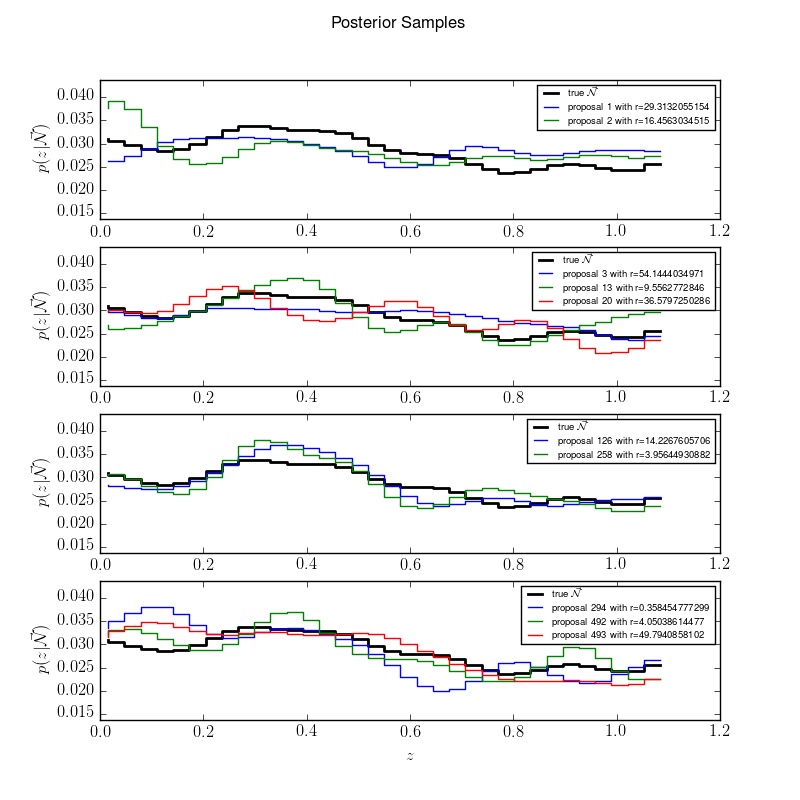 Posterior Samples
p(z|𝒩⃗)
0.040
0.035
0.030
0.025
0.020
0.015
0.0 0.2 0.4 0.6 0.8 1.0 1.2
true 𝒩⃗
proposal 1 with r=29.3132055154
proposal 2 with r=16.4563034515
p(z|𝒩⃗)
0.040
0.035
0.030
0.025
0.020
0.015
0.0 0.2 0.4 0.6 0.8 1.0 1.2
true 𝒩⃗
proposal 3 with r=54.1444034971
proposal 13 with r=9.5562772846
proposal 20 with r=36.5797250286
p(z|𝒩⃗)
0.040
0.035
0.030
0.025
0.020
0.015
0.0 0.2 0.4 0.6 0.8 1.0 1.2
true 𝒩⃗
proposal 126 with r=14.2267605706
proposal 258 with r=3.95644930882
p(z|𝒩⃗)
0.040
0.035
0.030
0.025
0.020
0.015
0.0 0.2 0.4 0.6 0.8 1.0 1.2
true 𝒩⃗
proposal 294 with r=0.358454777299
proposal 492 with r=4.05038614477
proposal 493 with r=49.7940858102
z